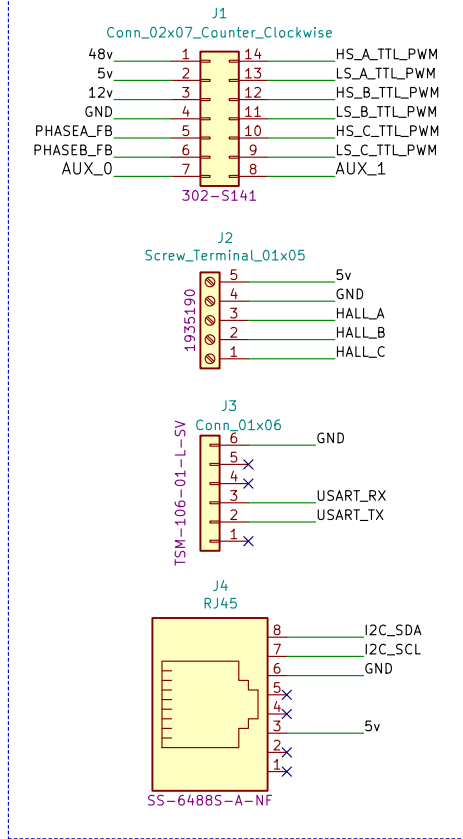 J1
Conn_02x07_Counter_Clockwise
48v 1 14 HS_A_TTL_PWM
5v 2 13 LS_A_TTL_PWM
12v 3 12 HS_B_TTL_PWM
GND 4 11 LS_B_TTL_PWM
PHASEA_FB 5 10 HS_C_TTL_PWM
PHASEB_FB 6 9 LS_C_TTL_PWM
AUX_0 7 8 AUX_1
302-S141
J2
Screw_Terminal_01x05
1935190
5 5v
4 GND
3 HALL_A
2 HALL_B
1 HALL_C
J3
Conn_01x06
TSM-106-01-L-SV
6 GND
5
4
3 USART_RX
2 USART_TX
1
J4
RJ45
8 I2C_SDA
7 I2C_SCL
6 GND
5
4
3 5v
2
1
SS-6488S-A-NF